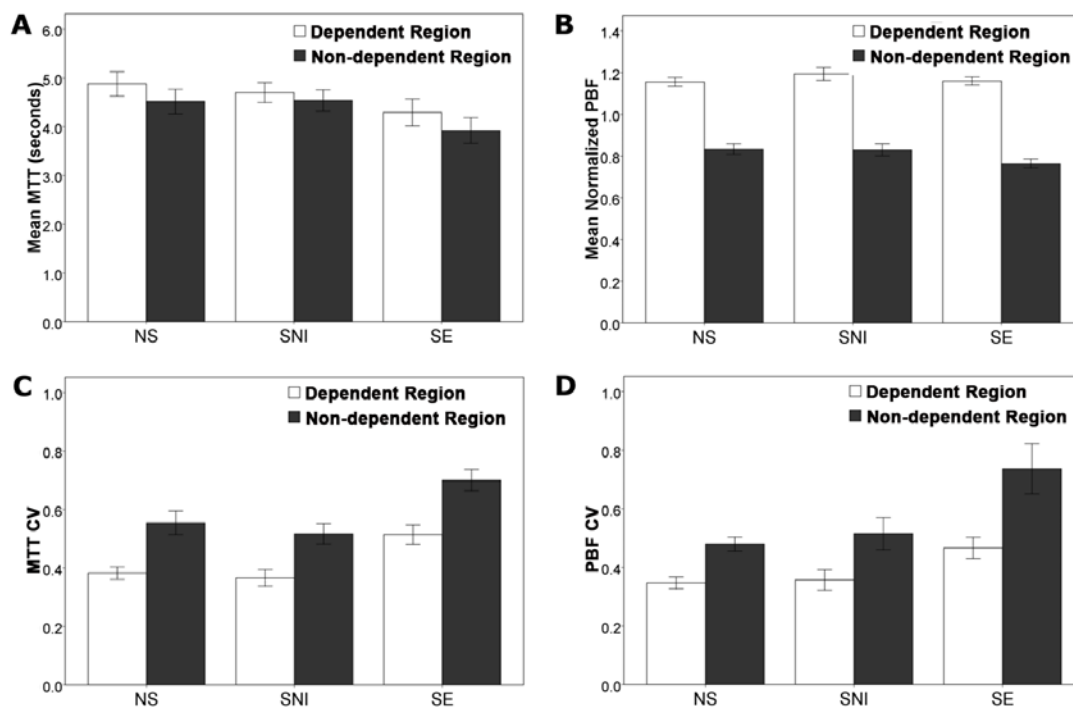 A
Mean MTT (seconds)
6.0
5.0
4.0
3.0
2.0
1.0
0.0
Dependent Region
Non-dependent Region
NS SNI SE
B
Mean Normalized PBF
1.4
1.2
1.0
0.8
0.6
0.4
0.2
0.0
Dependent Region
Non-dependent Region
NS SNI SE
C
MTT CV
1.0
0.8
0.6
0.4
0.2
0.0
Dependent Region
Non-dependent Region
NS SNI SE
D
PBF CV
1.0
0.8
0.6
0.4
0.2
0.0
Dependent Region
Non-dependent Region
NS SNI SE